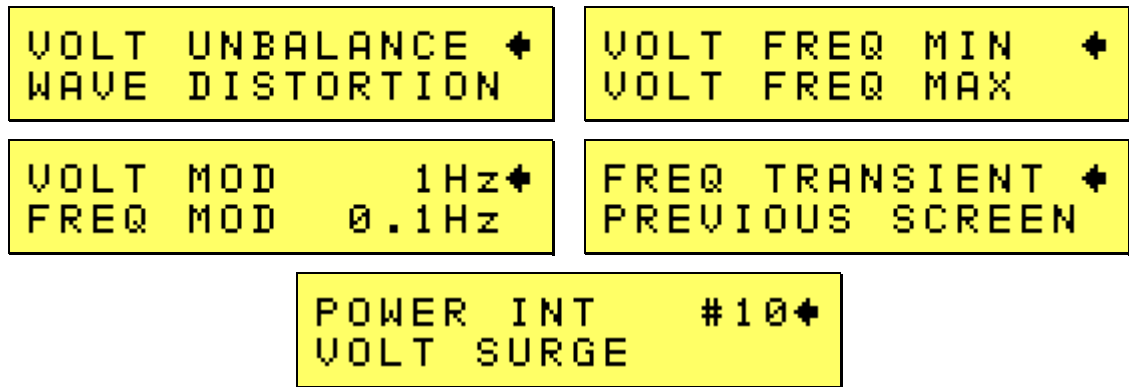 VOLT UNBALANCE
WAVE DISTORTION
VOLT FREQ MIN
VOLT FREQ MAX
VOLT MOD 1Hz
FREQ MOD 0.1Hz
FREQ TRANSIENT
PREVIOUS SCREEN
POWER INT #10
VOLT SURGE